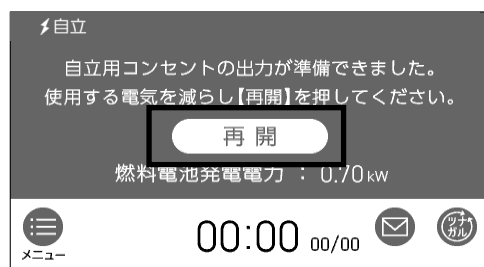 自立
自立用コンセントの出力が準備できました。
使用する電気を減らし【再開】を押してください。
再開
燃料電池発電電力 : 0.70kW
00:00 00/00
メニュー
ツナガル